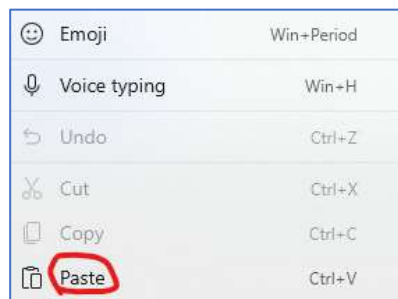 Emoji Win+Period
Voice typing Win+H
Undo Ctrl+Z
Cut Ctrl+X
Copy Ctrl+C
Paste Ctrl+V